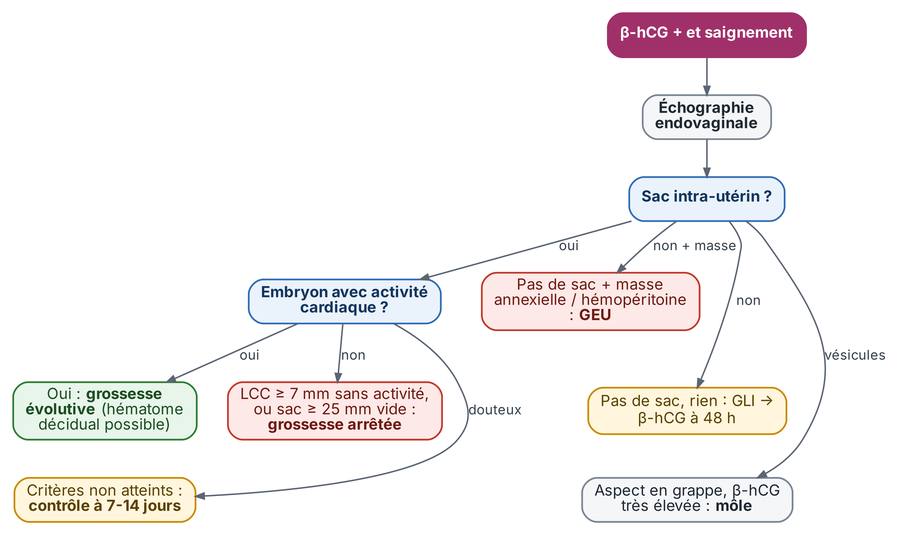 β-hCG + et saignement
Échographie
endovaginale
Sac intra-utérin ?
oui
non + masse
non
vésicules
Embryon avec activité
cardiaque ?
Pas de sac + masse
annexielle / hémopéritoine
: GEU
oui
non
douteux
Oui : grossesse
évolutive (hématome
décidual possible)
LCC ≥ 7 mm sans activité,
ou sac ≥ 25 mm vide :
grossesse arrêtée
Pas de sac, rien : GLI →
β-hCG à 48 h
Critères non atteints :
contrôle à 7-14 jours
Aspect en grappe, β-hCG
très élevée : môle